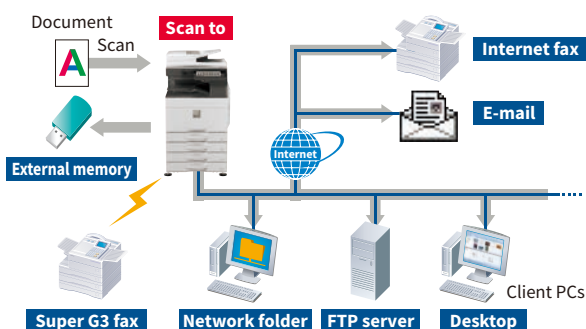 Document
Scan to
Scan
A
Internet fax
E-mail
Internet
External memory
Client PCs
Super G3 fax
Network folder
FTP server
Desktop